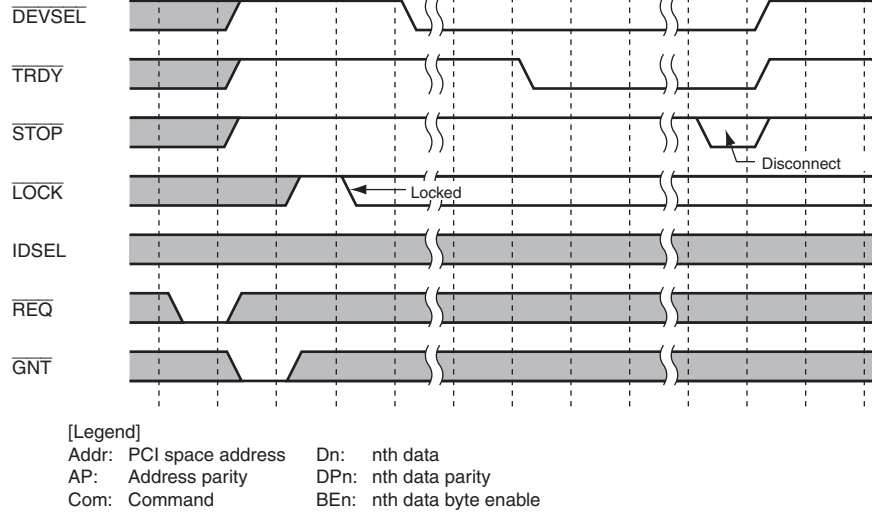 DEVSEL
TRDY
STOP
Disconnect
LOCK
Locked
IDSEL
REQ
GNT
[Legend]
Addr: PCI space address Dn: nth data
AP: Address parity DPn: nth data parity
Com: Command BEn: nth data byte enable